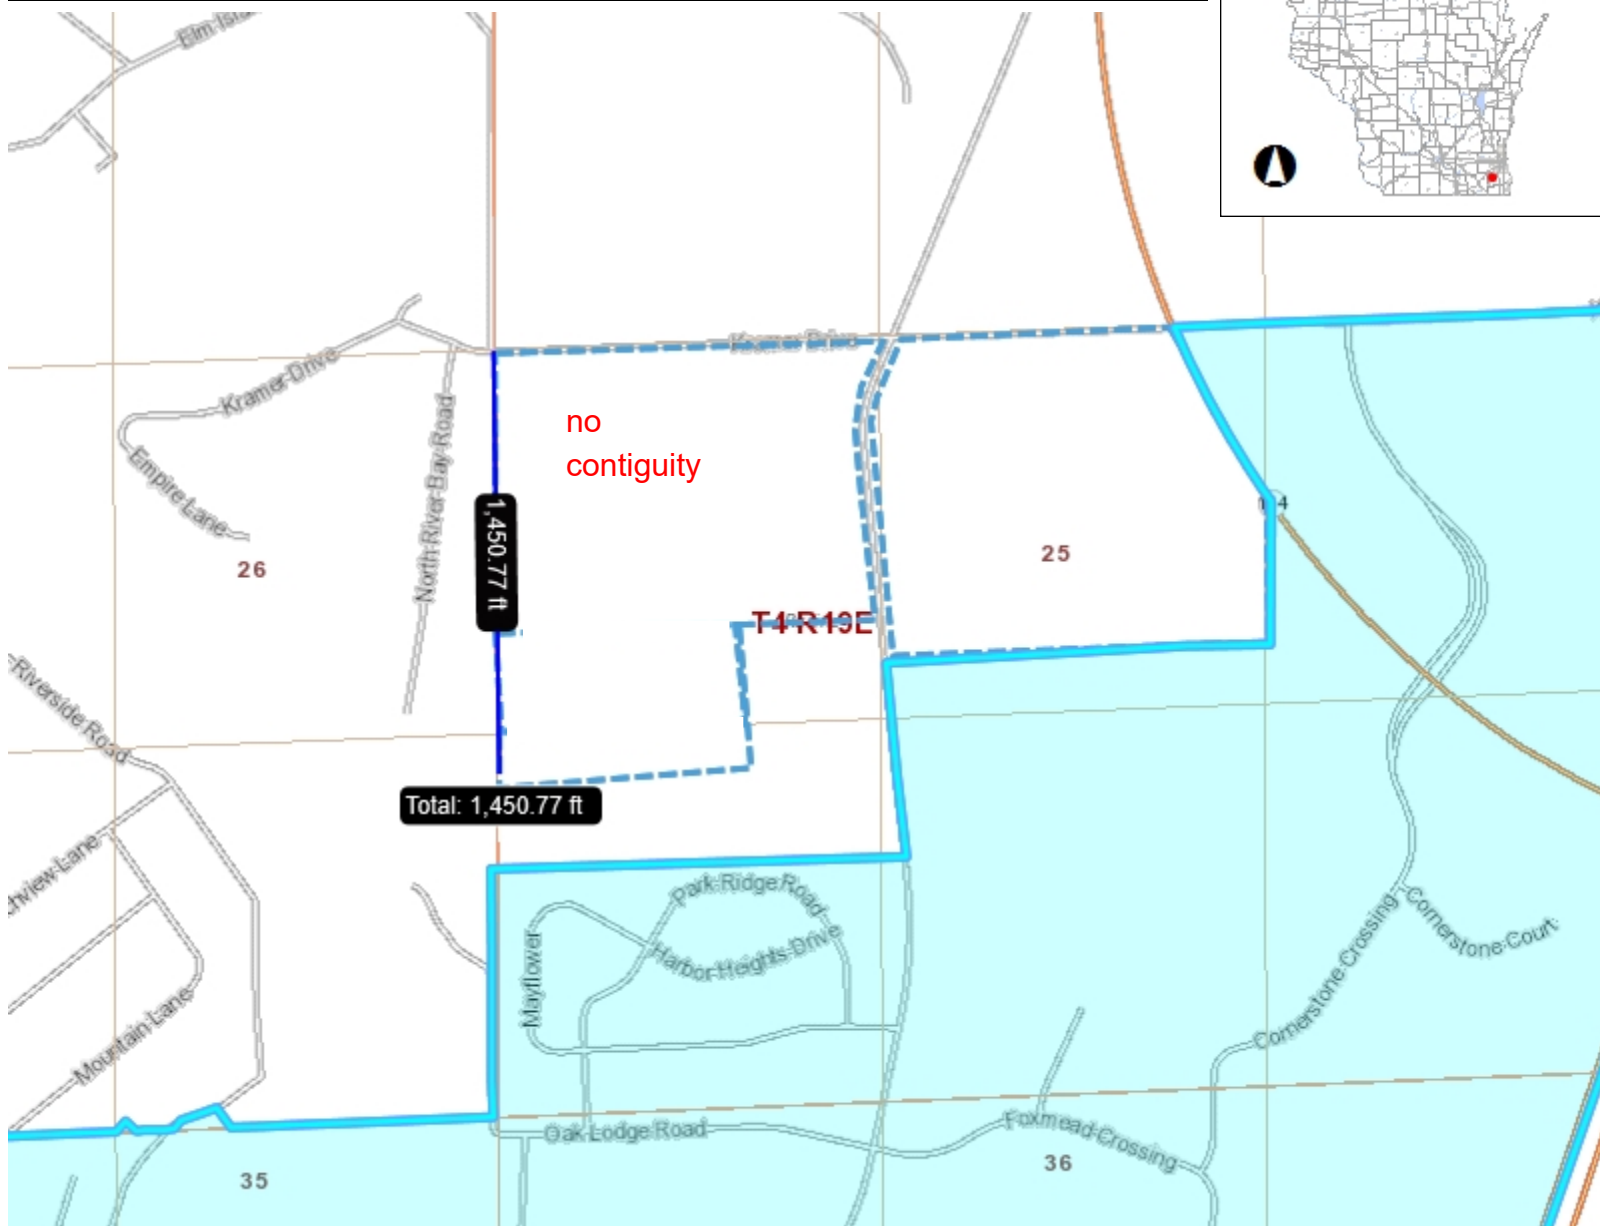 Elm Isla
Kramer Drive
Kramer Drive
no
contiguity
North River Bay Road
Empire Lane
1,450.77 ft
26
25
T4 R19E
Riverside Road
Total: 1,450.77 ft
Park Ridge Road
Harbor Heights Drive
Mayflower
Cornerstone Court
Cornerstone Crossing
Mountain Lane
Oak Lodge Road
Foxmead Crossing
35
36